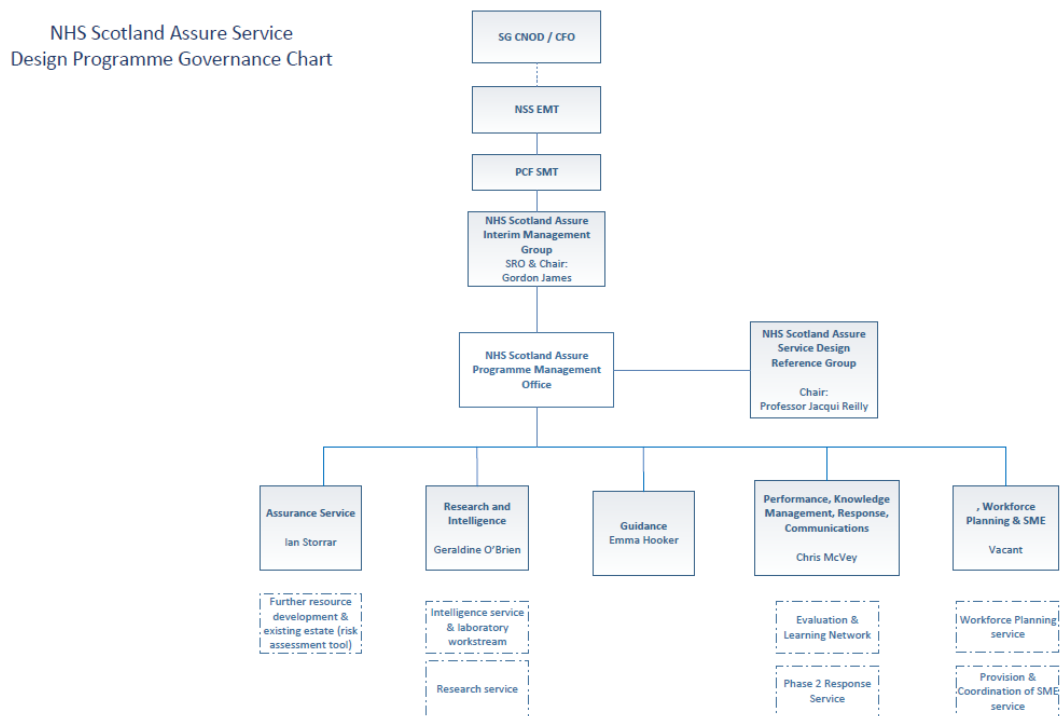 NHS Scotland Assure Service
Design Programme Governance Chart
SG CNOD / CFO
NSS EMT
PCF SMT
NHS Scotland Assure
Interim Management
Group
SRO & Chair:
Gordon James
NHS Scotland Assure
Programme Management
Office
NHS Scotland Assure
Service Design
Reference Group
Chair:
Professor Jacqui Reilly
Assurance Service
Ian Storrar
Research and
Intelligence
Geraldine O’Brien
Guidance
Emma Hooker
Performance, Knowledge
Management, Response,
Communications
Chris McVey
, Workforce
Planning & SME
Vacant
Further resource
development &
existing estate (risk
assessment tool)
Intelligence service
& laboratory
workstream
Research service
Evaluation &
Learning Network
Phase 2 Response
Service
Workforce Planning
service
Provision &
Coordination of SME
service